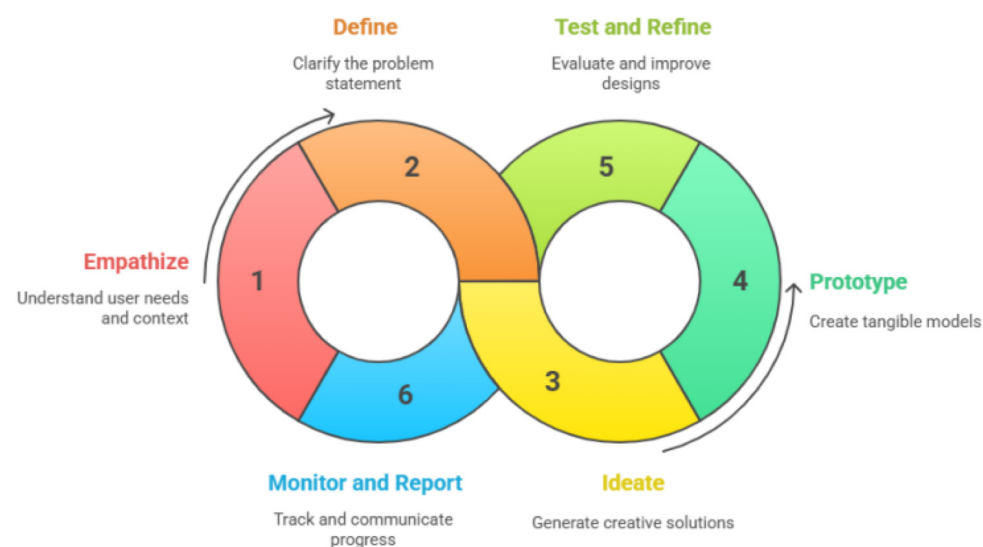 Define
Clarify the problem
statement
Test and Refine
Evaluate and improve
designs
2
5
Empathize
Understand user needs
and context
1
4
Prototype
Create tangible models
6
3
Monitor and Report
Track and communicate
progress
Ideate
Generate creative solutions